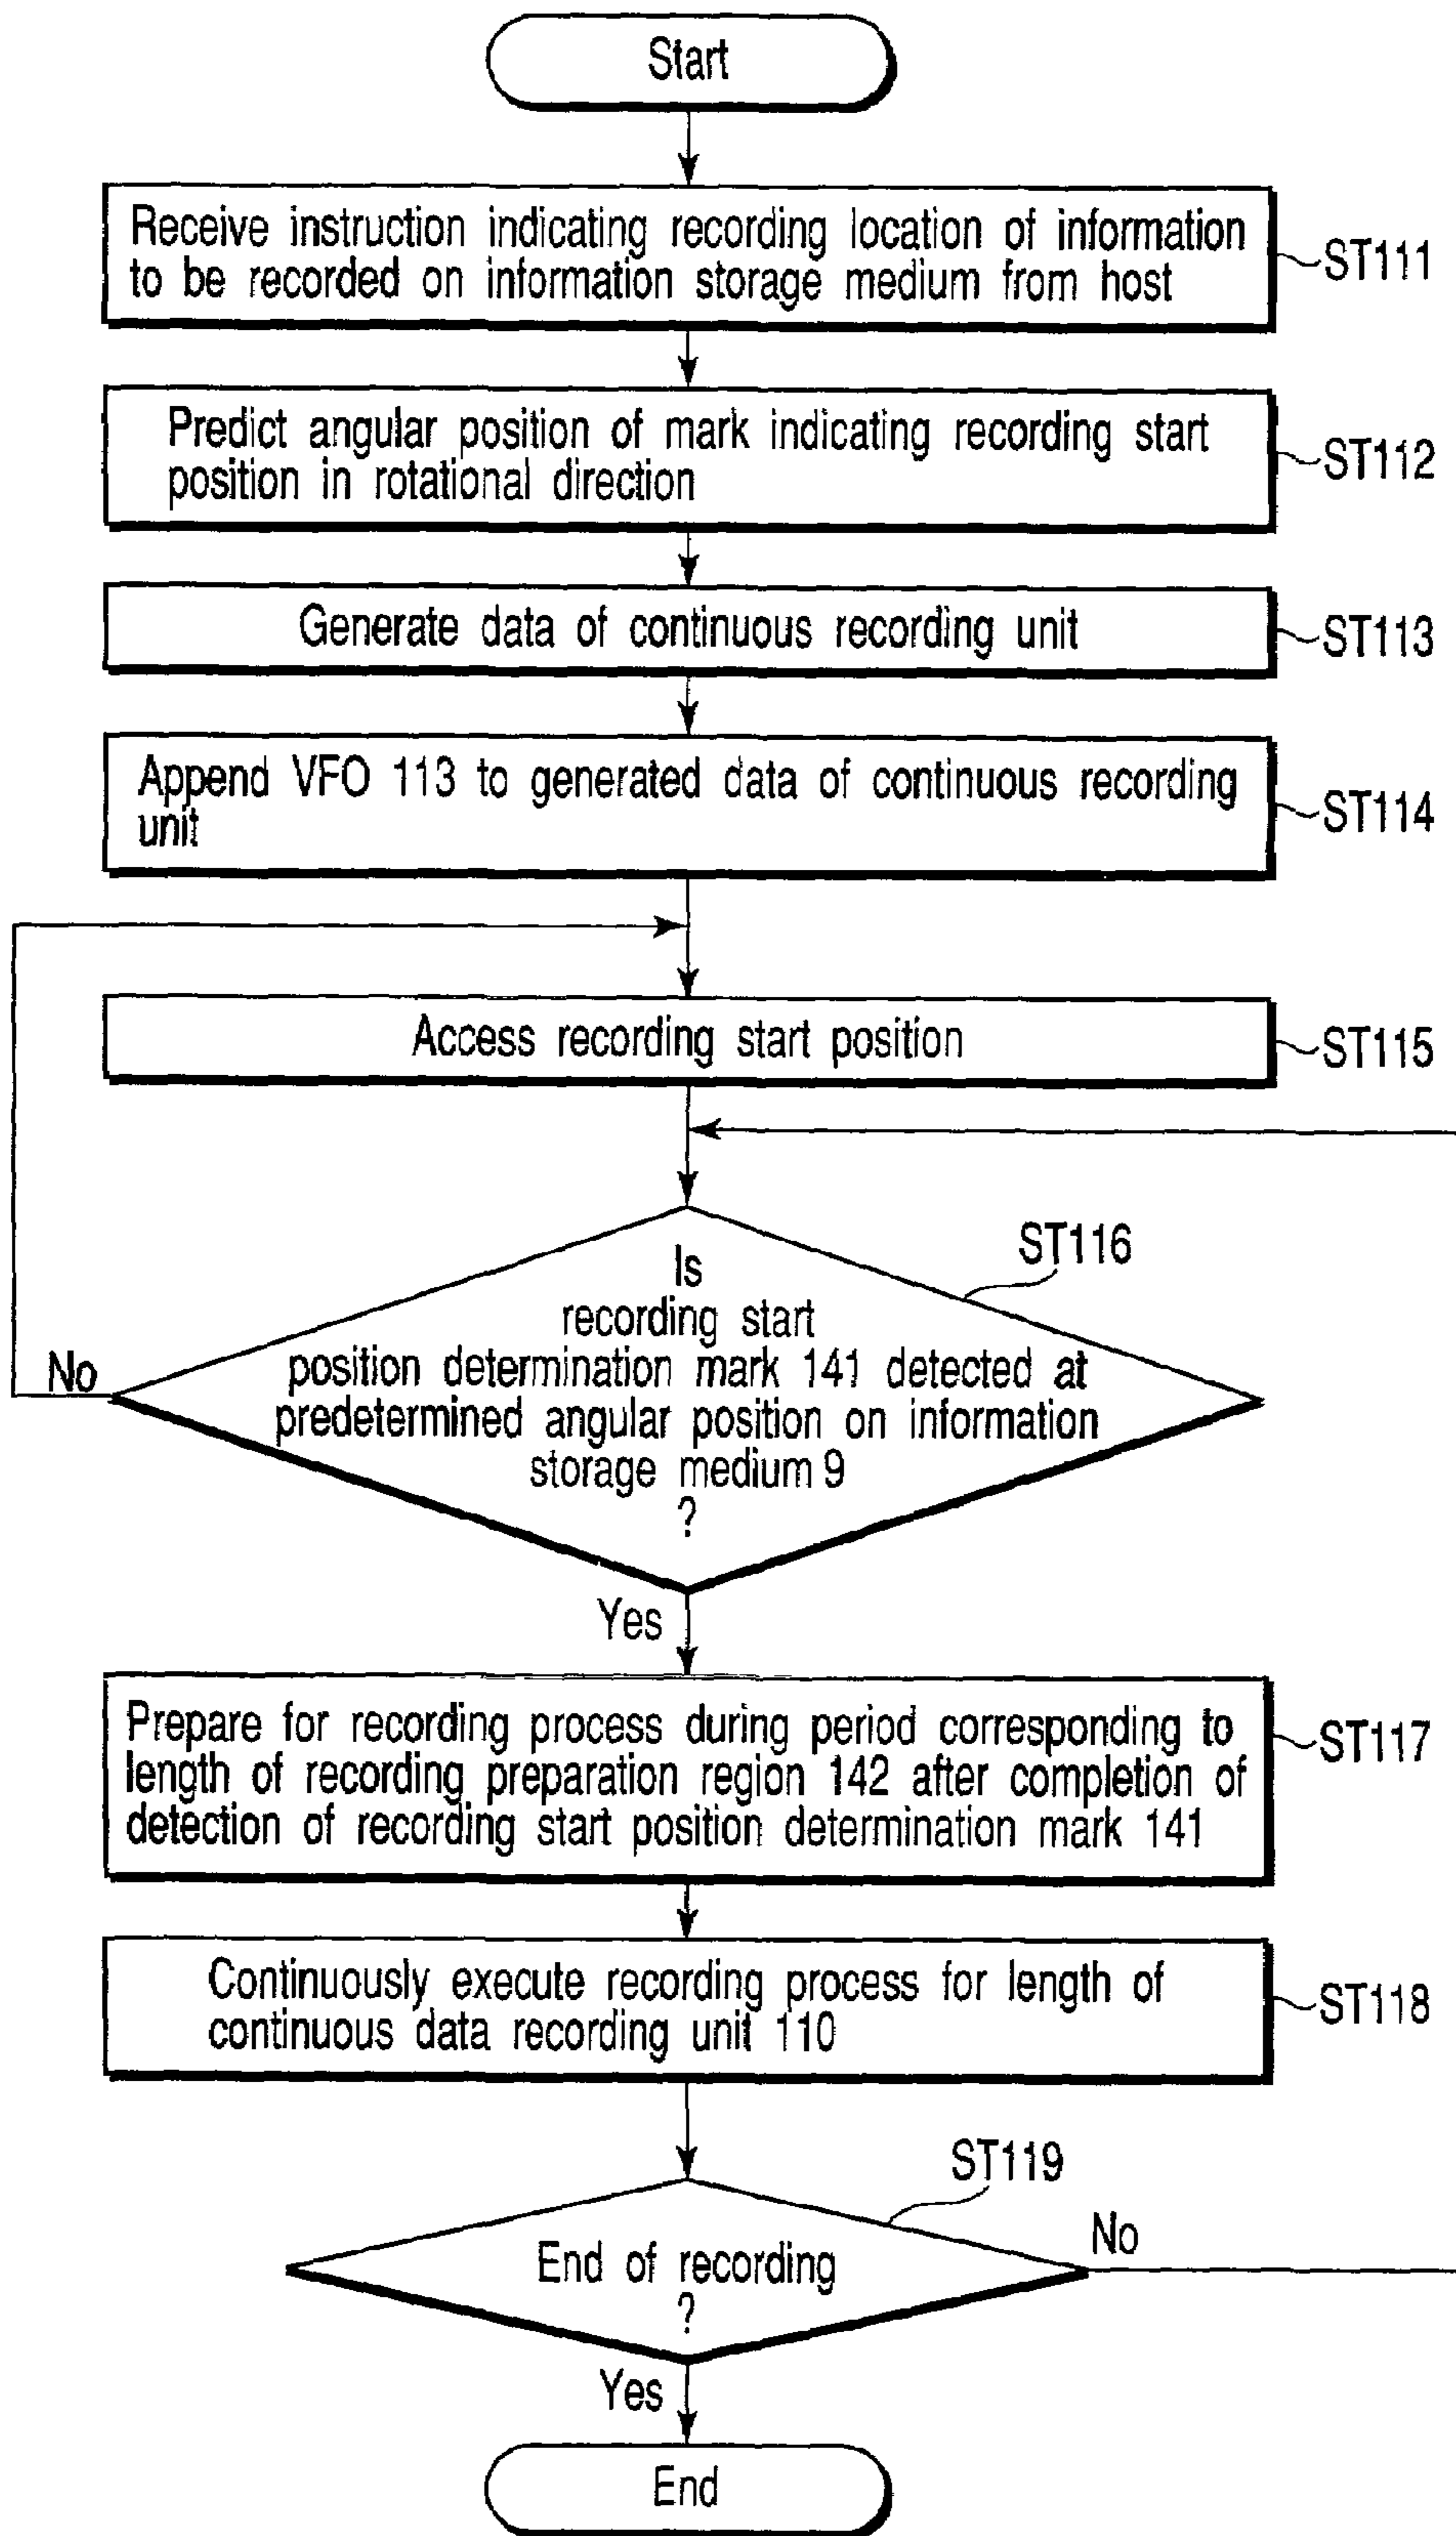 Start
Receive instruction indicating recording location of information
to be recorded on information storage medium from host
ST111
Predict angular position of mark indicating recording start
position in rotational direction
ST112
Generate data of continuous recording unit
ST113
Append VFO 113 to generated data of continuous recording
unit
ST114
Access recording start position
ST115
ST116
Is
recording start
position determination mark 141 detected at
predetermined angular position on information
storage medium 9
?
No
Yes
Prepare for recording process during period corresponding to
length of recording preparation region 142 after completion of
detection of recording start position determination mark 141
ST117
Continuously execute recording process for length of
continuous data recording unit 110
ST118
ST119
End of recording
?
No
Yes
End